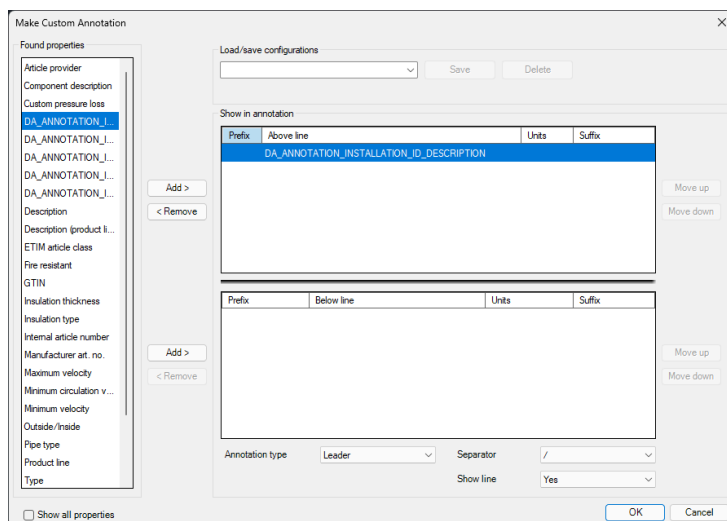 Make Custom Annotation
Found properties
Article provider
Component description
Custom pressure loss
DA_ANNOTATION_I...
DA_ANNOTATION_I...
DA_ANNOTATION_I...
DA_ANNOTATION_I...
DA_ANNOTATION_I...
Description
Description (product li...
ETIM article class
Fire resistant
GTIN
Insulation thickness
Insulation type
Internal article number
Manufacturer art. no.
Maximum velocity
Minimum circulation v...
Minimum velocity
Outside/Inside
Pipe type
Product line
Type
Show all properties
Add >
< Remove
Add >
< Remove
Load/save configurations
Save
Delete
Show in annotation
Prefix Above line Units Suffix
DA_ANNOTATION_INSTALLATION_ID_DESCRIPTION
Move up
Move down
Prefix Below line Units Suffix
Move up
Move down
Annotation type Leader Separator /
Show line Yes
OK Cancel